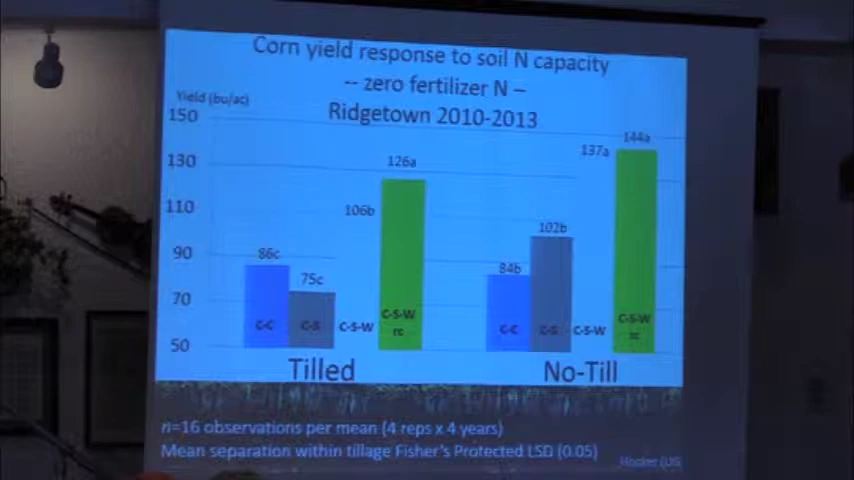 Corn yield response to soil N capacity
-- zero fertilizer N –
Ridgetown 2010-2013
Yield (bu/ac)
150
130
110
90
70
50
86c
75c
106b
126a
84b
102b
137a
144a
C-C
C-S
C-S-W
C-S-W
rc
C-C
C-S
C-S-W
C-S-W
rc
Tilled
No-Till
n=16 observations per mean (4 reps x 4 years)
Mean separation within tillage Fisher's Protected LSD (0.05)
Hooker (UG